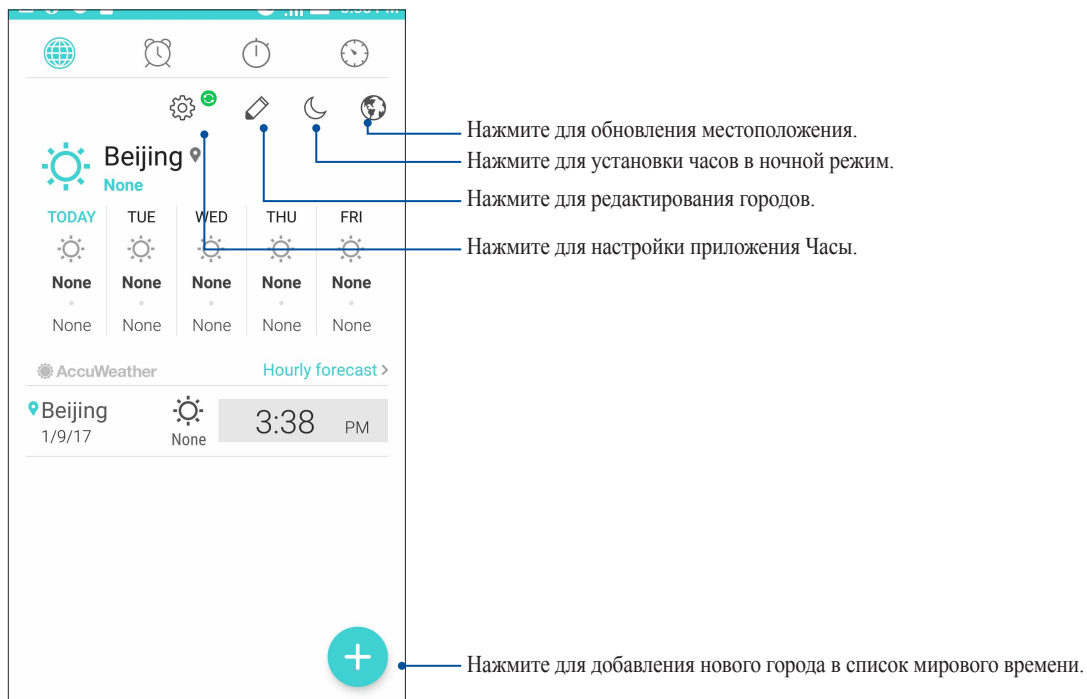 Нажмите для обновления местоположения.
Нажмите для установки часов в ночной режим.
Beijing
None
Нажмите для редактирования городов.
TODAY TUE WED THU FRI
Нажмите для настройки приложения Часы.
None None None None None
None None None None None
AccuWeather Hourly forecast >
Beijing
1/9/17 None 3:38 PM
Нажмите для добавления нового города в список мирового времени.